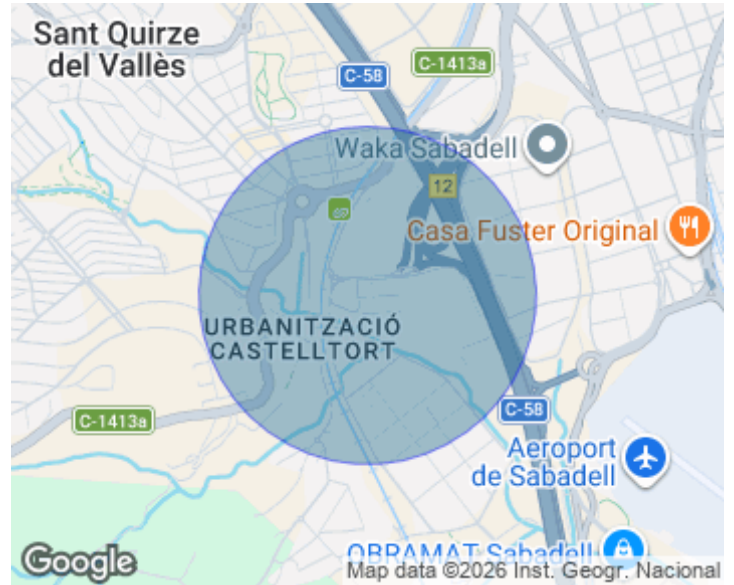 Sant Quirze
del Vallès
C-58
C-1413a
Waka Sabadell
12
Casa Fuster Original
URBANITZACIÓ
CASTELLTORT
C-1413a
C-58
Aeroport
de Sabadell
OBRAMAT Sabadell
Google
Map data ©2026 Inst. Geogr. Nacional